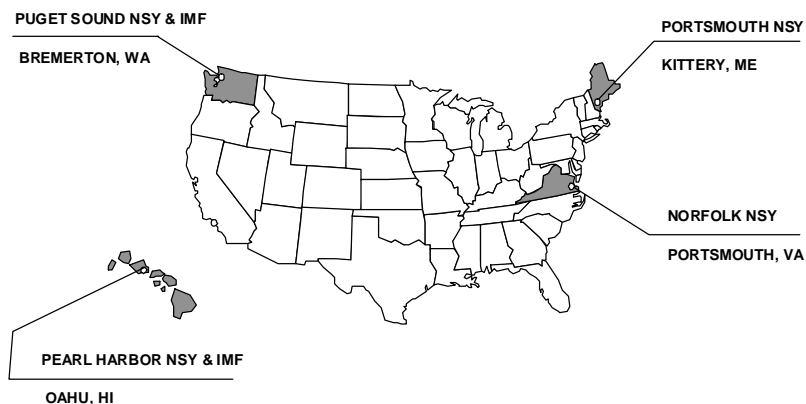 PUGET SOUND NSY & IMF
BREMERTON, WA
PORTSMOUTH NSY
KITTERY, ME
NORFOLK NSY
PORTSMOUTH, VA
PEARL HARBOR NSY & IMF
OAHU, HI